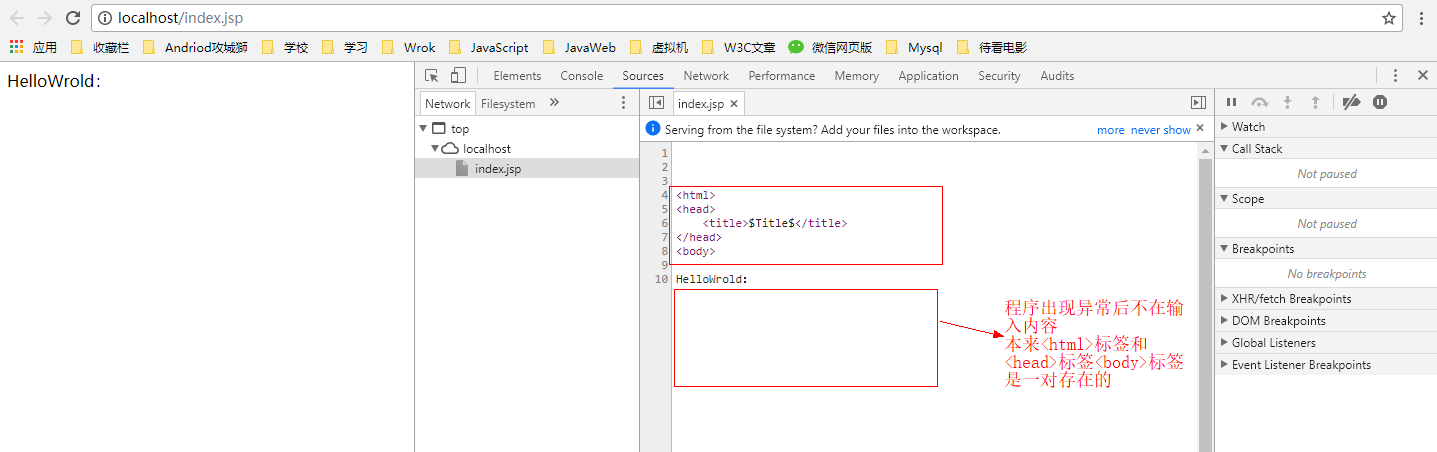 localhost/index.jsp
应用 收藏栏 Andriod攻城狮 学校 学习 Wrok JavaScript JavaWeb 虚拟机 W3C文章 微信网页版 Mysql 待看电影
HelloWrold:
Elements Console Sources Network Performance Memory Application Security Audits
Network Filesystem
top
localhost
index.jsp
index.jsp
Serving from the file system? Add your files into the workspace. more never show
1
2
3
4 <html>
5 <head>
6 <title>$Title$</title>
7 </head>
8 <body>
9
10 HelloWrold:
程序出现异常后不在输
入内容
本来<html>标签和
<head>标签<body>标签
是一对存在的
Watch
Call Stack
Not paused
Scope
Not paused
Breakpoints
No breakpoints
XHR/fetch Breakpoints
DOM Breakpoints
Global Listeners
Event Listener Breakpoints